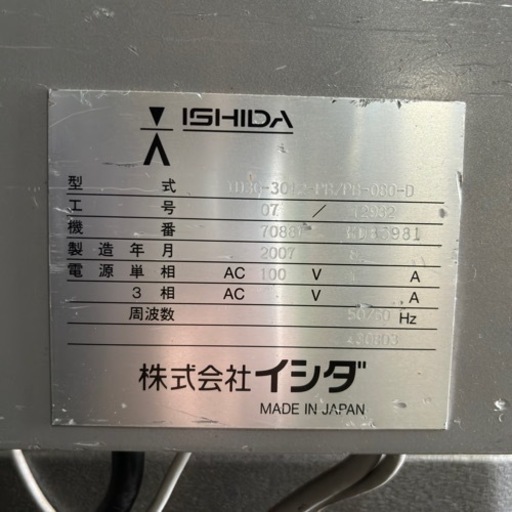 ISHIDA
型 式
工 号 07 /
機 番
製造年月 2007
電源単相 AC 100 V A
3相 AC V A
周波数 50/60 Hz
株式会社イシダ
MADE IN JAPAN